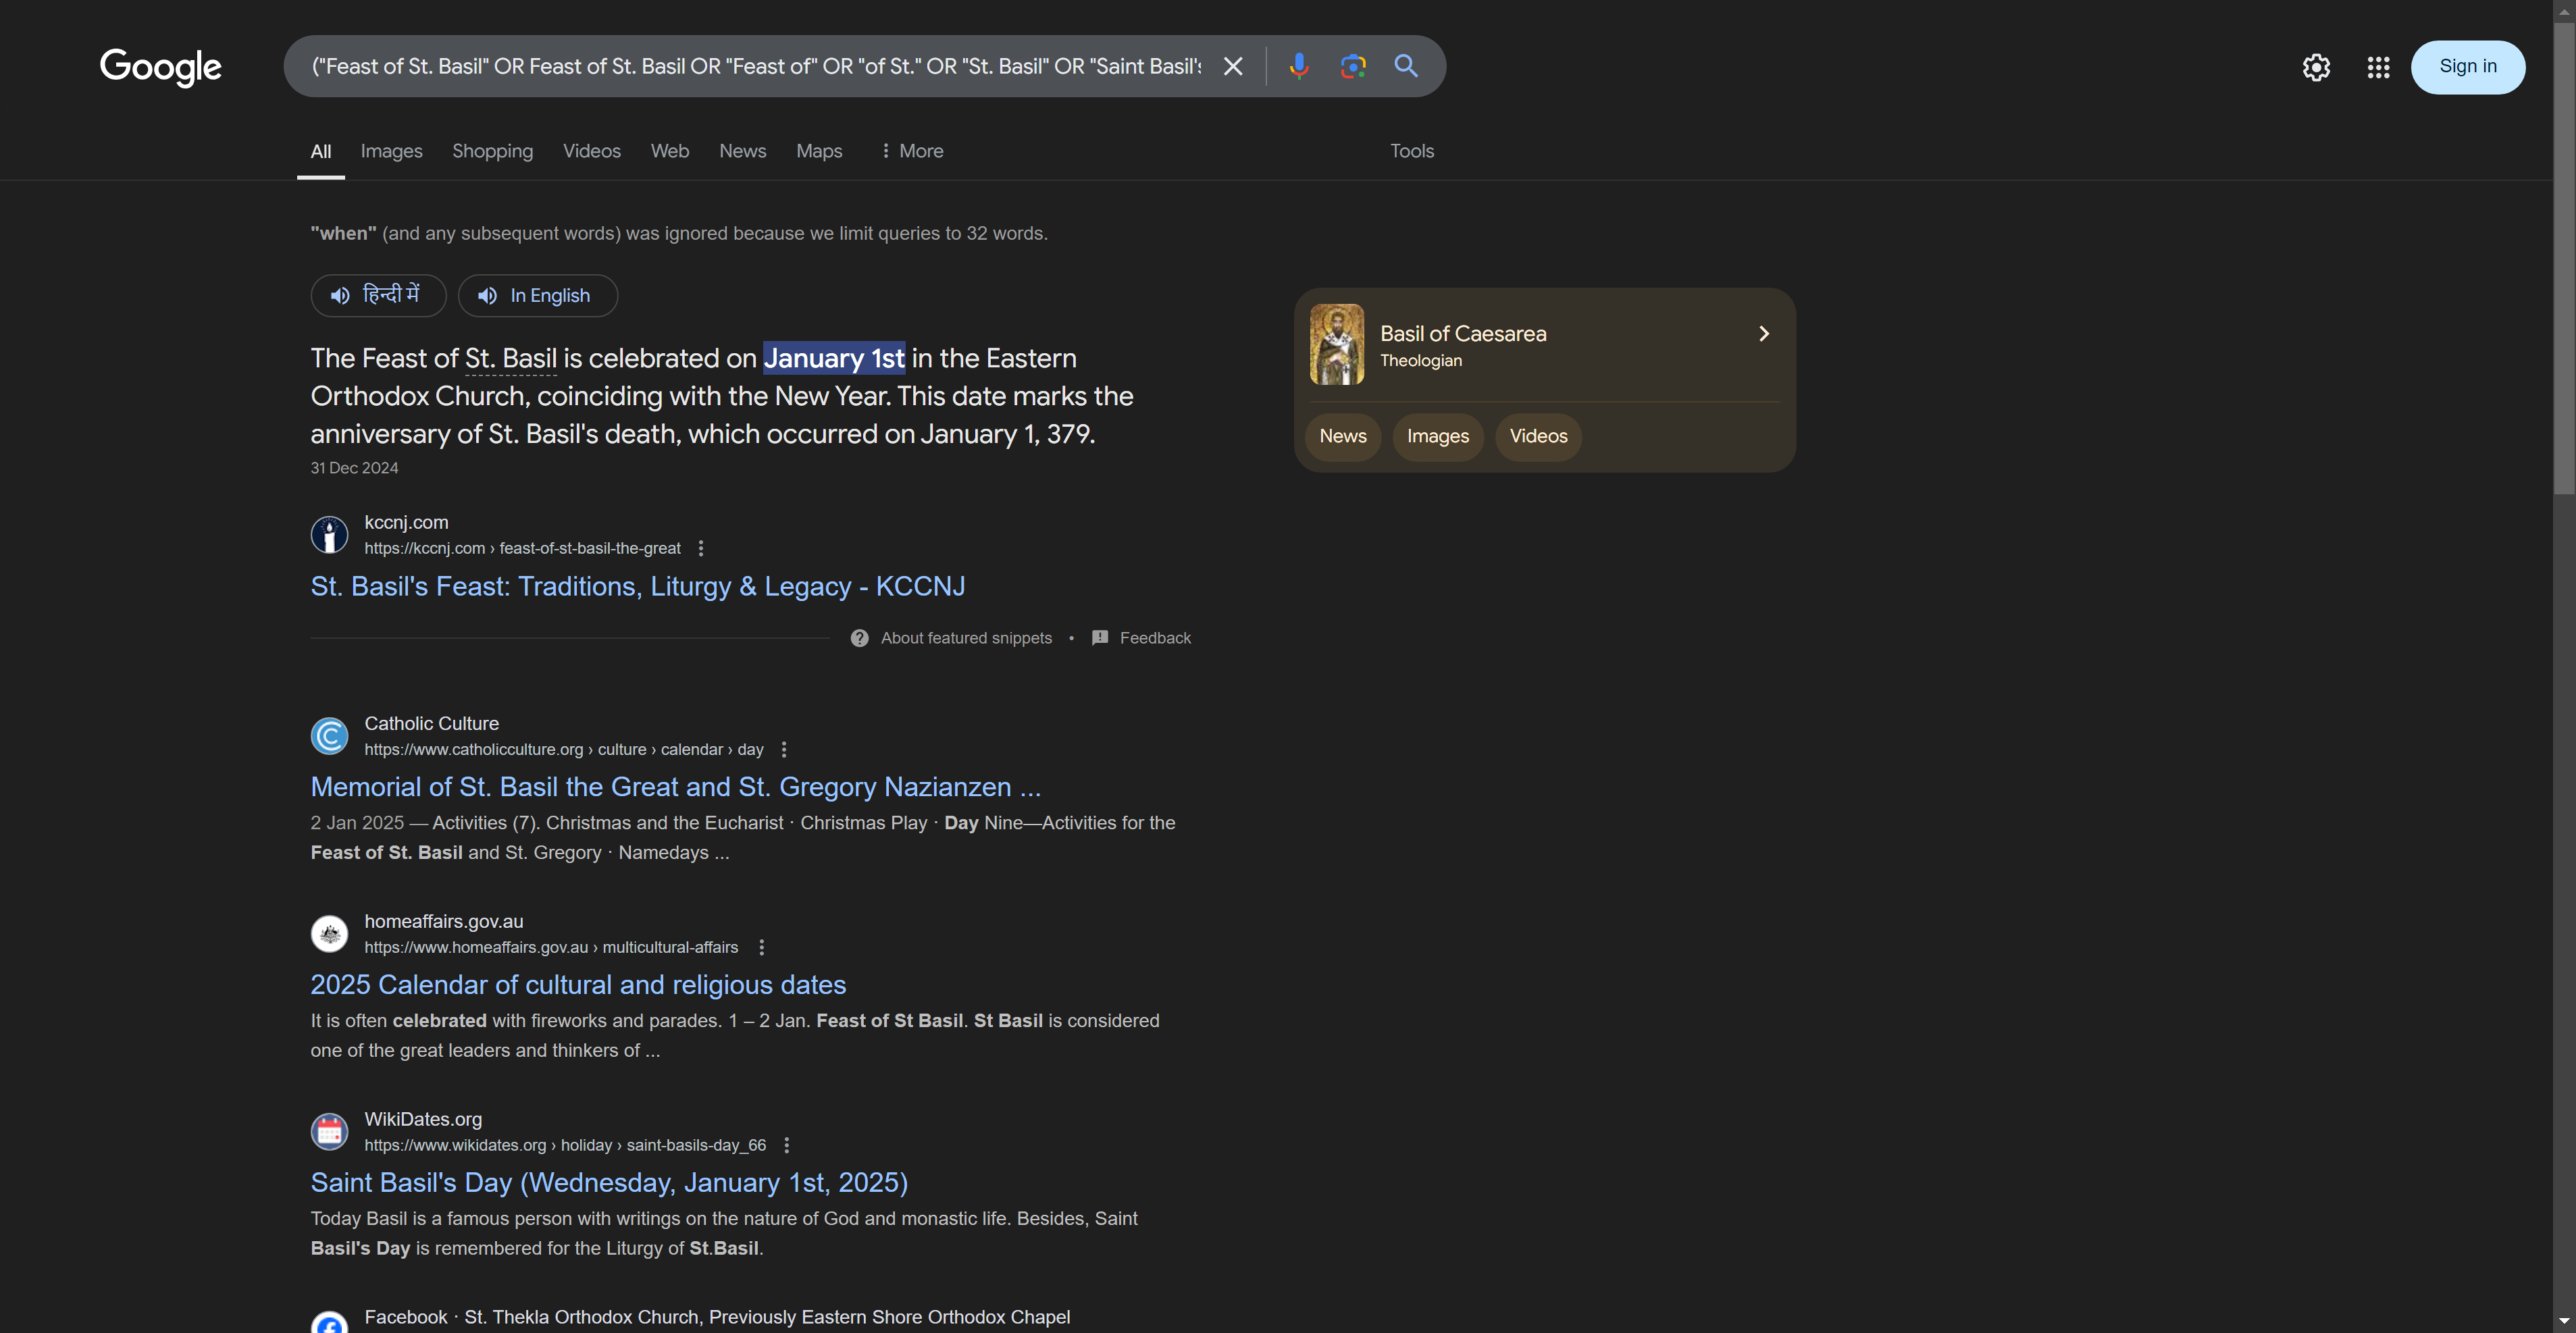 Google
("Feast of St. Basil" OR Feast of St. Basil OR "Feast of" OR "of St." OR "St. Basil" OR "Saint Basil's
Sign in
All Images Shopping Videos Web News Maps More Tools
"when" (and any subsequent words) was ignored because we limit queries to 32 words.
हिन्दी में In English
The Feast of St. Basil is celebrated on January 1st in the Eastern
Orthodox Church, coinciding with the New Year. This date marks the
anniversary of St. Basil's death, which occurred on January 1, 379.
31 Dec 2024
kccnj.com
https://kccnj.com › feast-of-st-basil-the-great
St. Basil's Feast: Traditions, Liturgy & Legacy - KCCNJ
About featured snippets • Feedback
Basil of Caesarea
Theologian
News Images Videos
Catholic Culture
https://www.catholicculture.org › culture › calendar › day
Memorial of St. Basil the Great and St. Gregory Nazianzen ...
2 Jan 2025 — Activities (7). Christmas and the Eucharist · Christmas Play · Day Nine—Activities for the
Feast of St. Basil and St. Gregory · Namedays ...
homeaffairs.gov.au
https://www.homeaffairs.gov.au › multicultural-affairs
2025 Calendar of cultural and religious dates
It is often celebrated with fireworks and parades. 1 – 2 Jan. Feast of St Basil. St Basil is considered
one of the great leaders and thinkers of ...
WikiDates.org
https://www.wikidates.org › holiday › saint-basils-day_66
Saint Basil's Day (Wednesday, January 1st, 2025)
Today Basil is a famous person with writings on the nature of God and monastic life. Besides, Saint
Basil's Day is remembered for the Liturgy of St.Basil.
Facebook · St. Thekla Orthodox Church, Previously Eastern Shore Orthodox Chapel